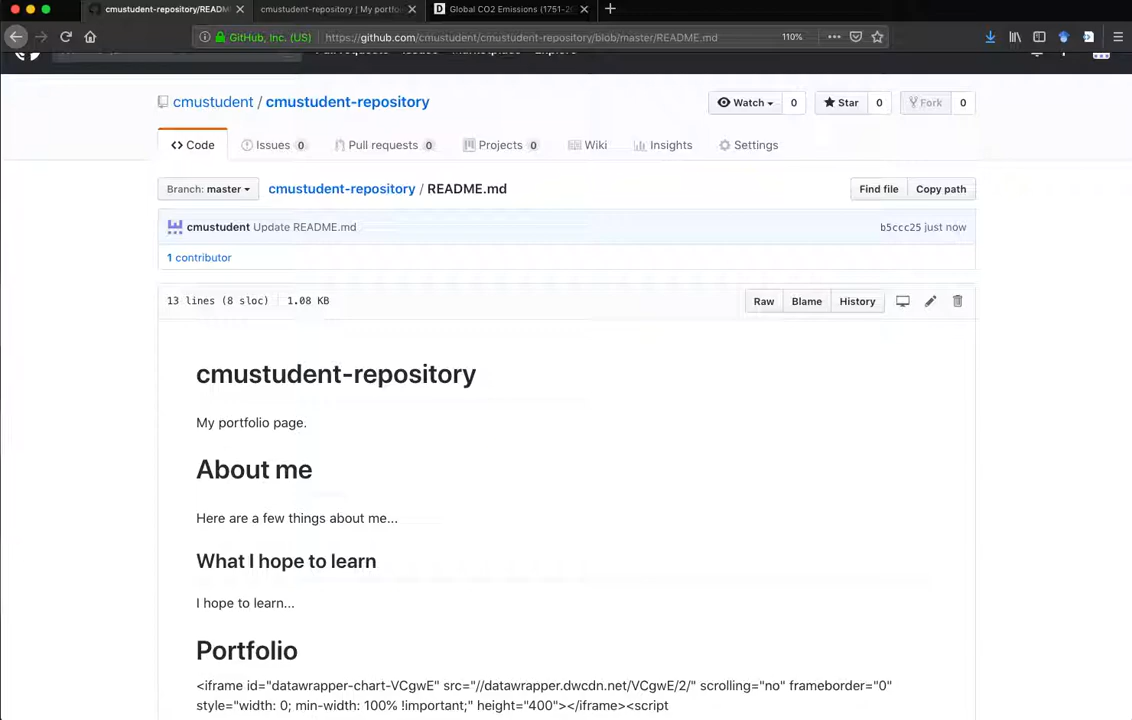 cmustudent-repository/READM
cmustudent-repository | My portfo
Global CO2 Emissions (1751-2
GitHub, Inc. (US)
https://github.com/cmustudent/cmustudent-repository/blob/master/README.md
110%
cmustudent / cmustudent-repository
Watch 0
Star 0
Fork 0
Code
Issues 0
Pull requests 0
Projects 0
Wiki
Insights
Settings
Branch: master
cmustudent-repository / README.md
Find file
Copy path
cmustudent Update README.md
b5ccc25 just now
1 contributor
13 lines (8 sloc) 1.08 KB
Raw
Blame
History
cmustudent-repository
My portfolio page.
About me
Here are a few things about me...
What I hope to learn
I hope to learn...
Portfolio
<iframe id="datawrapper-chart-VCgwE" src="//datawrapper.dwcdn.net/VCgwE/2/" scrolling="no" frameborder="0"
style="width: 0; min-width: 100% !important;" height="400"></iframe><script